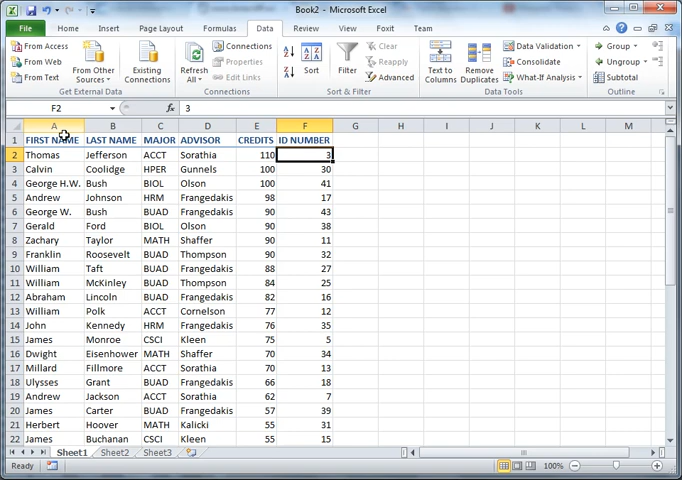 Book2 - Microsoft Excel
File Home Insert Page Layout Formulas Data Review View Foxit Team
From Access
From Web
From Text
From Other Sources
Existing Connections
Get External Data
Refresh All
Connections
Properties
Edit Links
Connections
Sort
Filter
Clear
Reapply
Advanced
Sort & Filter
Text to Columns
Remove Duplicates
Data Validation
Consolidate
What-If Analysis
Data Tools
Group
Ungroup
Subtotal
Outline
F2 fx 3
A B C D E F G H I J K L M
1 FIRST NAME LAST NAME MAJOR ADVISOR CREDITS ID NUMBER
2 Thomas Jefferson ACCT Sorathia 110 3
3 Calvin Coolidge HPER Gunnels 100 30
4 George H.W. Bush BIOL Olson 100 41
5 Andrew Johnson HRM Frangedakis 98 17
6 George W. Bush BUAD Frangedakis 90 43
7 Gerald Ford BIOL Olson 90 38
8 Zachary Taylor MATH Shaffer 90 11
9 Franklin Roosevelt BUAD Thompson 90 32
10 William Taft BUAD Frangedakis 88 27
11 William McKinley BUAD Thompson 84 25
12 Abraham Lincoln BUAD Frangedakis 82 16
13 William Polk ACCT Cornelson 77 12
14 John Kennedy HRM Frangedakis 76 35
15 James Monroe CSCI Kleen 75 5
16 Dwight Eisenhower MATH Shaffer 70 34
17 Millard Fillmore ACCT Sorathia 70 13
18 Ulysses Grant BUAD Frangedakis 66 18
19 Andrew Jackson ACCT Sorathia 62 7
20 James Carter BUAD Frangedakis 57 39
21 Herbert Hoover MATH Kalicki 55 31
22 James Buchanan CSCI Kleen 55 15
Sheet1 Sheet2 Sheet3
Ready 100%